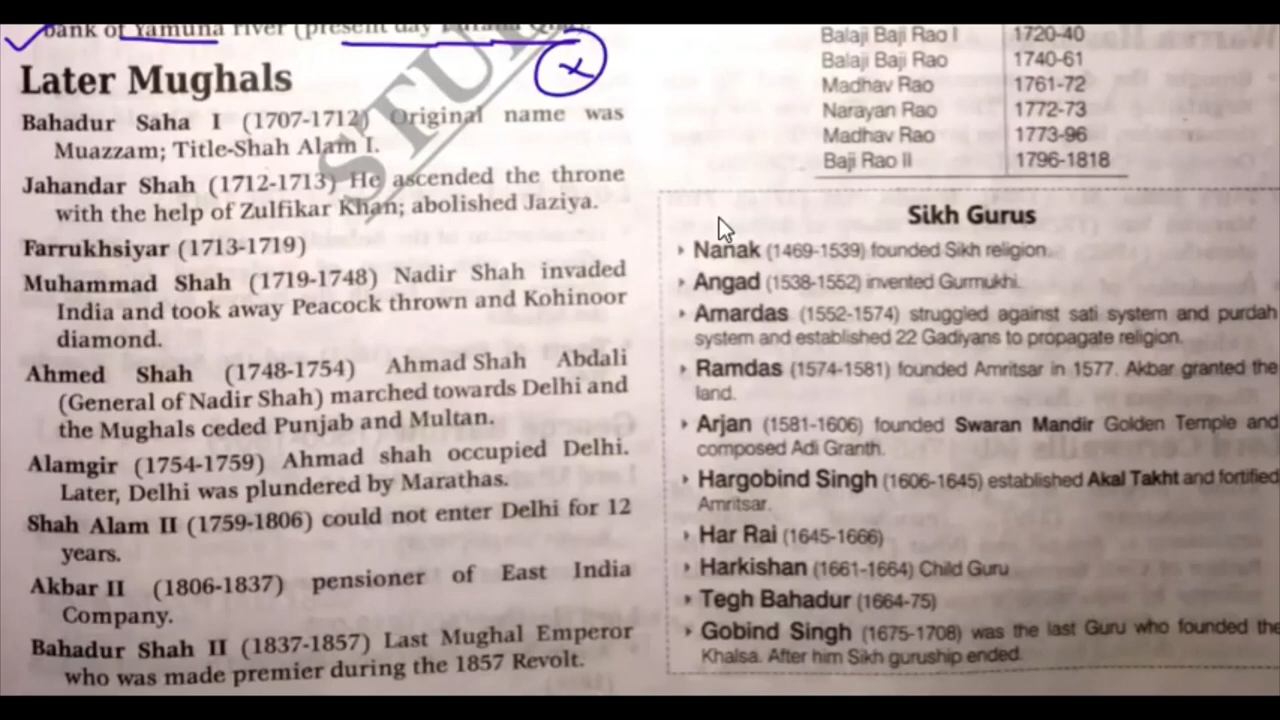 bank of Yamuna river (present day Purana Qila).
Later Mughals
Bahadur Saha I (1707-1712) Original name was
Muazzam; Title-Shah Alam I.
Jahandar Shah (1712-1713) He ascended the throne
with the help of Zulfikar Khan; abolished Jaziya.
Farrukhsiyar (1713-1719)
Muhammad Shah (1719-1748) Nadir Shah invaded
India and took away Peacock thrown and Kohinoor
diamond.
Ahmed Shah (1748-1754) Ahmad Shah Abdali
(General of Nadir Shah) marched towards Delhi and
the Mughals ceded Punjab and Multan.
Alamgir (1754-1759) Ahmad shah occupied Delhi.
Later, Delhi was plundered by Marathas.
Shah Alam II (1759-1806) could not enter Delhi for 12
years.
Akbar II (1806-1837) pensioner of East India
Company.
Bahadur Shah II (1837-1857) Last Mughal Emperor
who was made premier during the 1857 Revolt.
Balaji Baji Rao I 1720-40
Balaji Baji Rao 1740-61
Madhav Rao 1761-72
Narayan Rao 1772-73
Madhav Rao 1773-96
Baji Rao II 1796-1818
Sikh Gurus
Nanak (1469-1539) founded Sikh religion.
Angad (1538-1552) invented Gurmukhi.
Amardas (1552-1574) struggled against sati system and purdah
system and established 22 Gadiyans to propagate religion.
Ramdas (1574-1581) founded Amritsar in 1577. Akbar granted the
land.
Arjan (1581-1606) founded Swaran Mandir Golden Temple and
composed Adi Granth.
Hargobind Singh (1606-1645) established Akal Takht and fortified
Amritsar.
Har Rai (1645-1666)
Harkishan (1661-1664) Child Guru
Tegh Bahadur (1664-75)
Gobind Singh (1675-1708) was the last Guru who founded the
Khalsa. After him Sikh guruship ended.